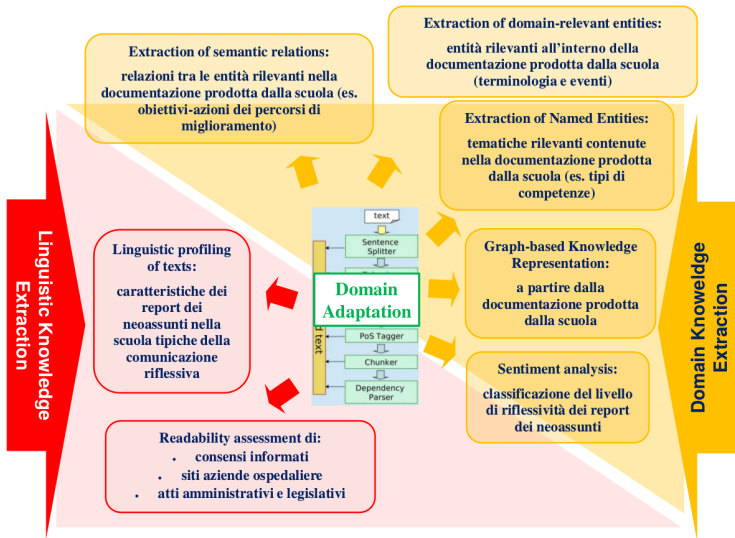 Extraction of domain-relevant entities:
entità rilevanti all'interno della
documentazione prodotta dalla scuola
(terminologia e eventi)
Extraction of semantic relations:
relazioni tra le entità rilevanti nella
documentazione prodotta dalla scuola (es.
obiettivi-azioni dei percorsi di
miglioramento)
Extraction of Named Entities:
tematiche rilevanti contenute
nella documentazione prodotta
dalla scuola (es. tipi di
competenze)
Linguistic Knowledge
Extraction
Linguistic profiling
of texts:
caratteristiche dei
report dei
neoassunti nella
scuola tipiche della
comunicazione
riflessiva
text
Sentence
Splitter
Domain
Adaptation
text
PoS Tagger
Chunker
Dependency
Parser
Graph-based Knowledge
Representation:
a partire dalla
documentazione prodotta
dalla scuola
Domain Knoweldge
Extraction
Sentiment analysis:
classificazione del livello
di riflessività dei report
dei neoassunti
Readability assessment di:
• consensi informati
• siti aziende ospedaliere
• atti amministrativi e legislativi